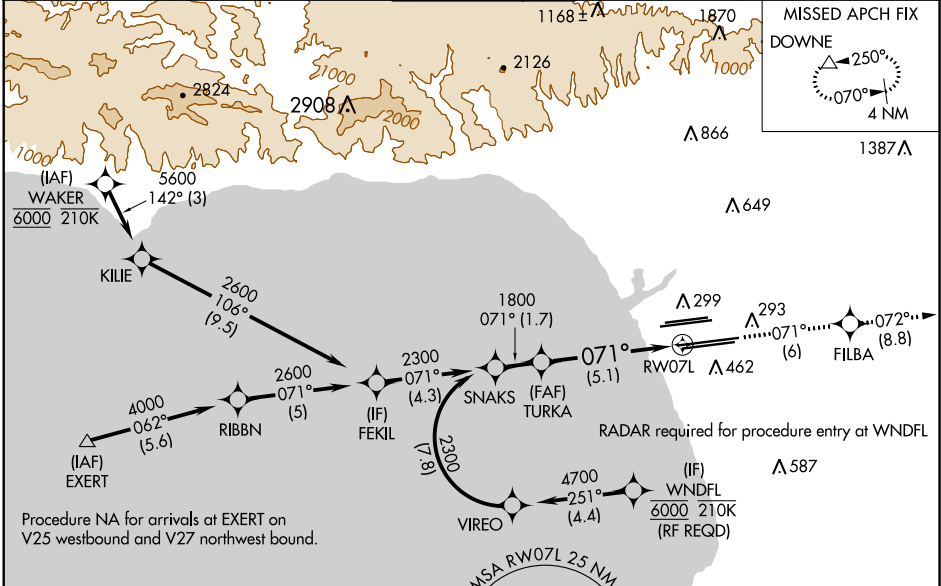 1168 ±
1870
MISSED APCH FIX
DOWNE
250°
070°
4 NM
2126
1000
1000
2824
2908
2000
866
1387
1000
(IAF)
WAKER
6000 210K
5600
142° (3)
649
KILIE
2600
106°
(9.5)
1800
071° (1.7)
299
293
071°
(6)
072°
(8.8)
FILBA
RW07L
462
071°
(5.1)
2300
071°
(4.3)
SNAKS
(FAF)
TURKA
2600
071°
(5)
(IF)
FEKIL
4000
062°
(5.6)
RIBBN
(IAF)
EXERT
2300
(7.8)
RADAR required for procedure entry at WNDFL
587
4700
251°
(4.4)
(IF)
WNDFL
6000 210K
(RF REQD)
VIREO
Procedure NA for arrivals at EXERT on
V25 westbound and V27 northwest bound.
MSA RW07L 25 NM